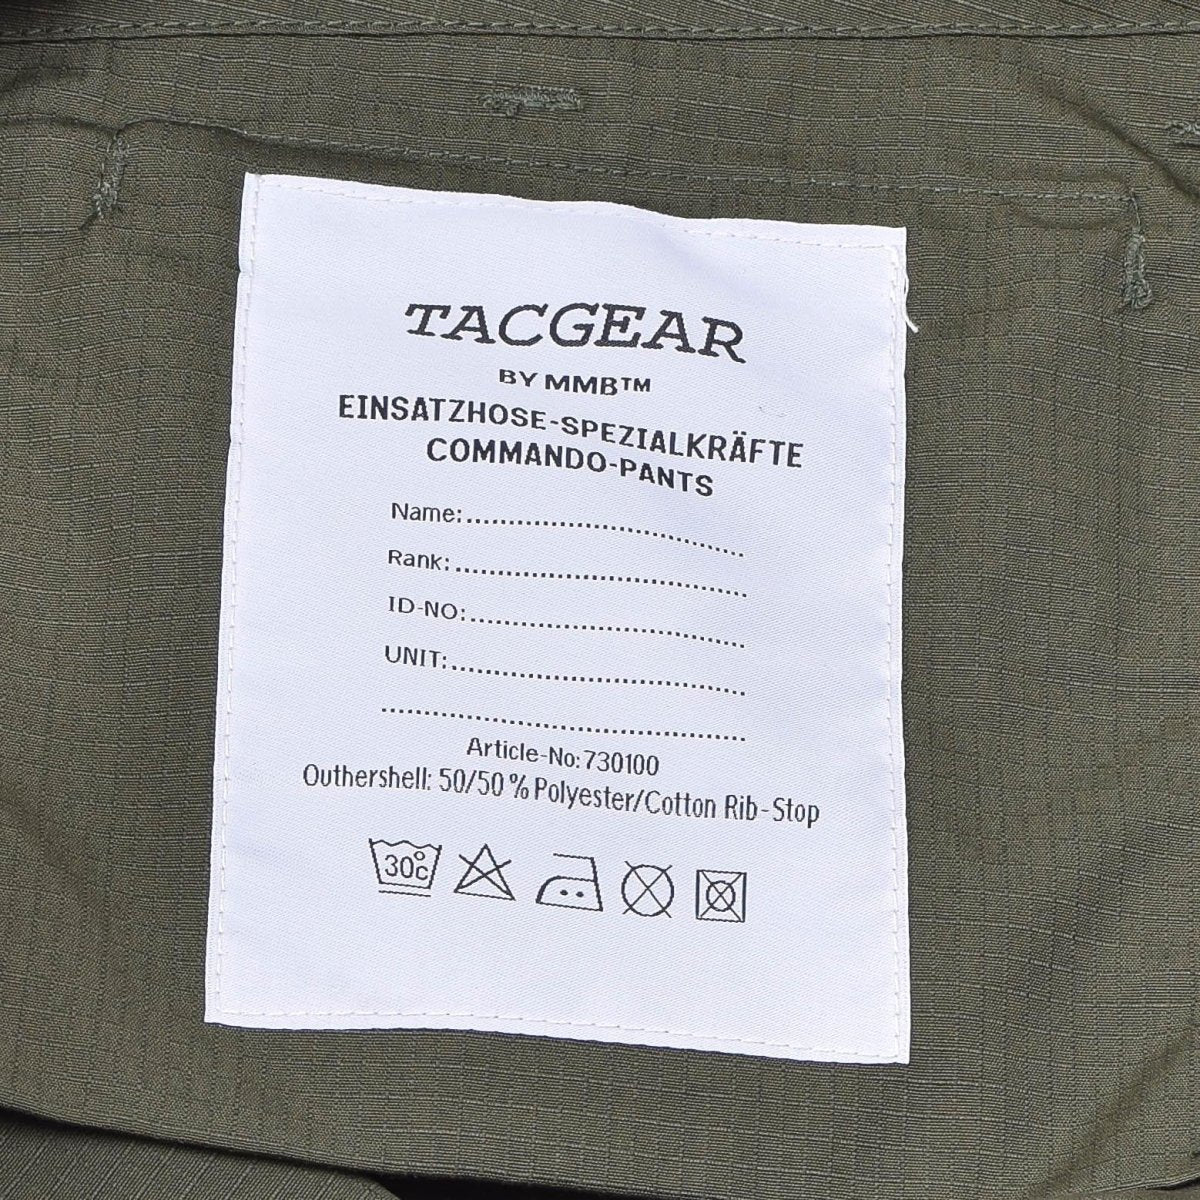 TACGEAR
BY MMB™
EINSATZHOSE-SPEZIALKRÄFTE
COMMANDO-PANTS
Name:..........................................
Rank:..........................................
ID-NO:........................................
UNIT:..........................................
....................................................
Article-No:730100
Outhershell: 50/50% Polyester/Cotton Rib-Stop
30°C